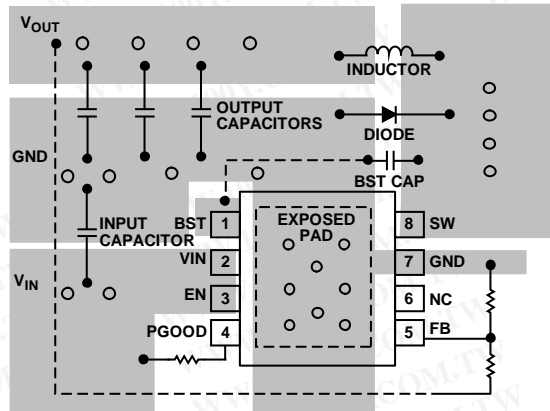 VOUT
INDUCTOR
OUTPUT
CAPACITORS
DIODE
GND
BST CAP
INPUT
CAPACITOR
BST 1
EXPOSED
PAD
8 SW
VIN 2
7 GND
VIN
EN 3
6 NC
PGOOD 4
5 FB